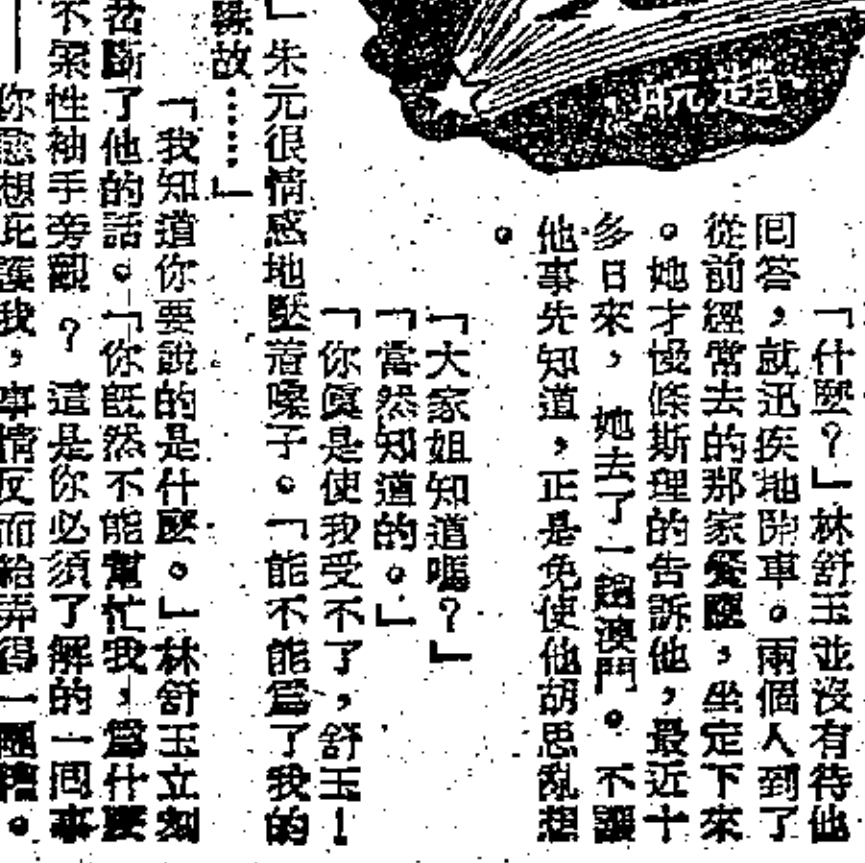 趙航
「什麼?」林舒玉並沒有待他
回答,就迅疾地開車。兩個人到了
從前經常去的那家餐廳,坐定下來
。她才慢條斯理的告訴他,最近十
多日來,她去了一趟澳門。不讓
他事先知道,正是免使他胡思亂想
。
「大家姐知道嗎?」
「當然知道的。」
「你眞是使我受不了,舒玉!
」朱元很情感地壓着嗓子。「能不能爲了我的
緣故……」
「我知道你要說的是什麼。」林舒玉立刻
岔斷了他的話。「你旣然不能幫忙我,爲什麼
不索性袖手旁觀?這是你必須了解的一囘事
你愈想庇護我,事情反而給弄得一團糟。